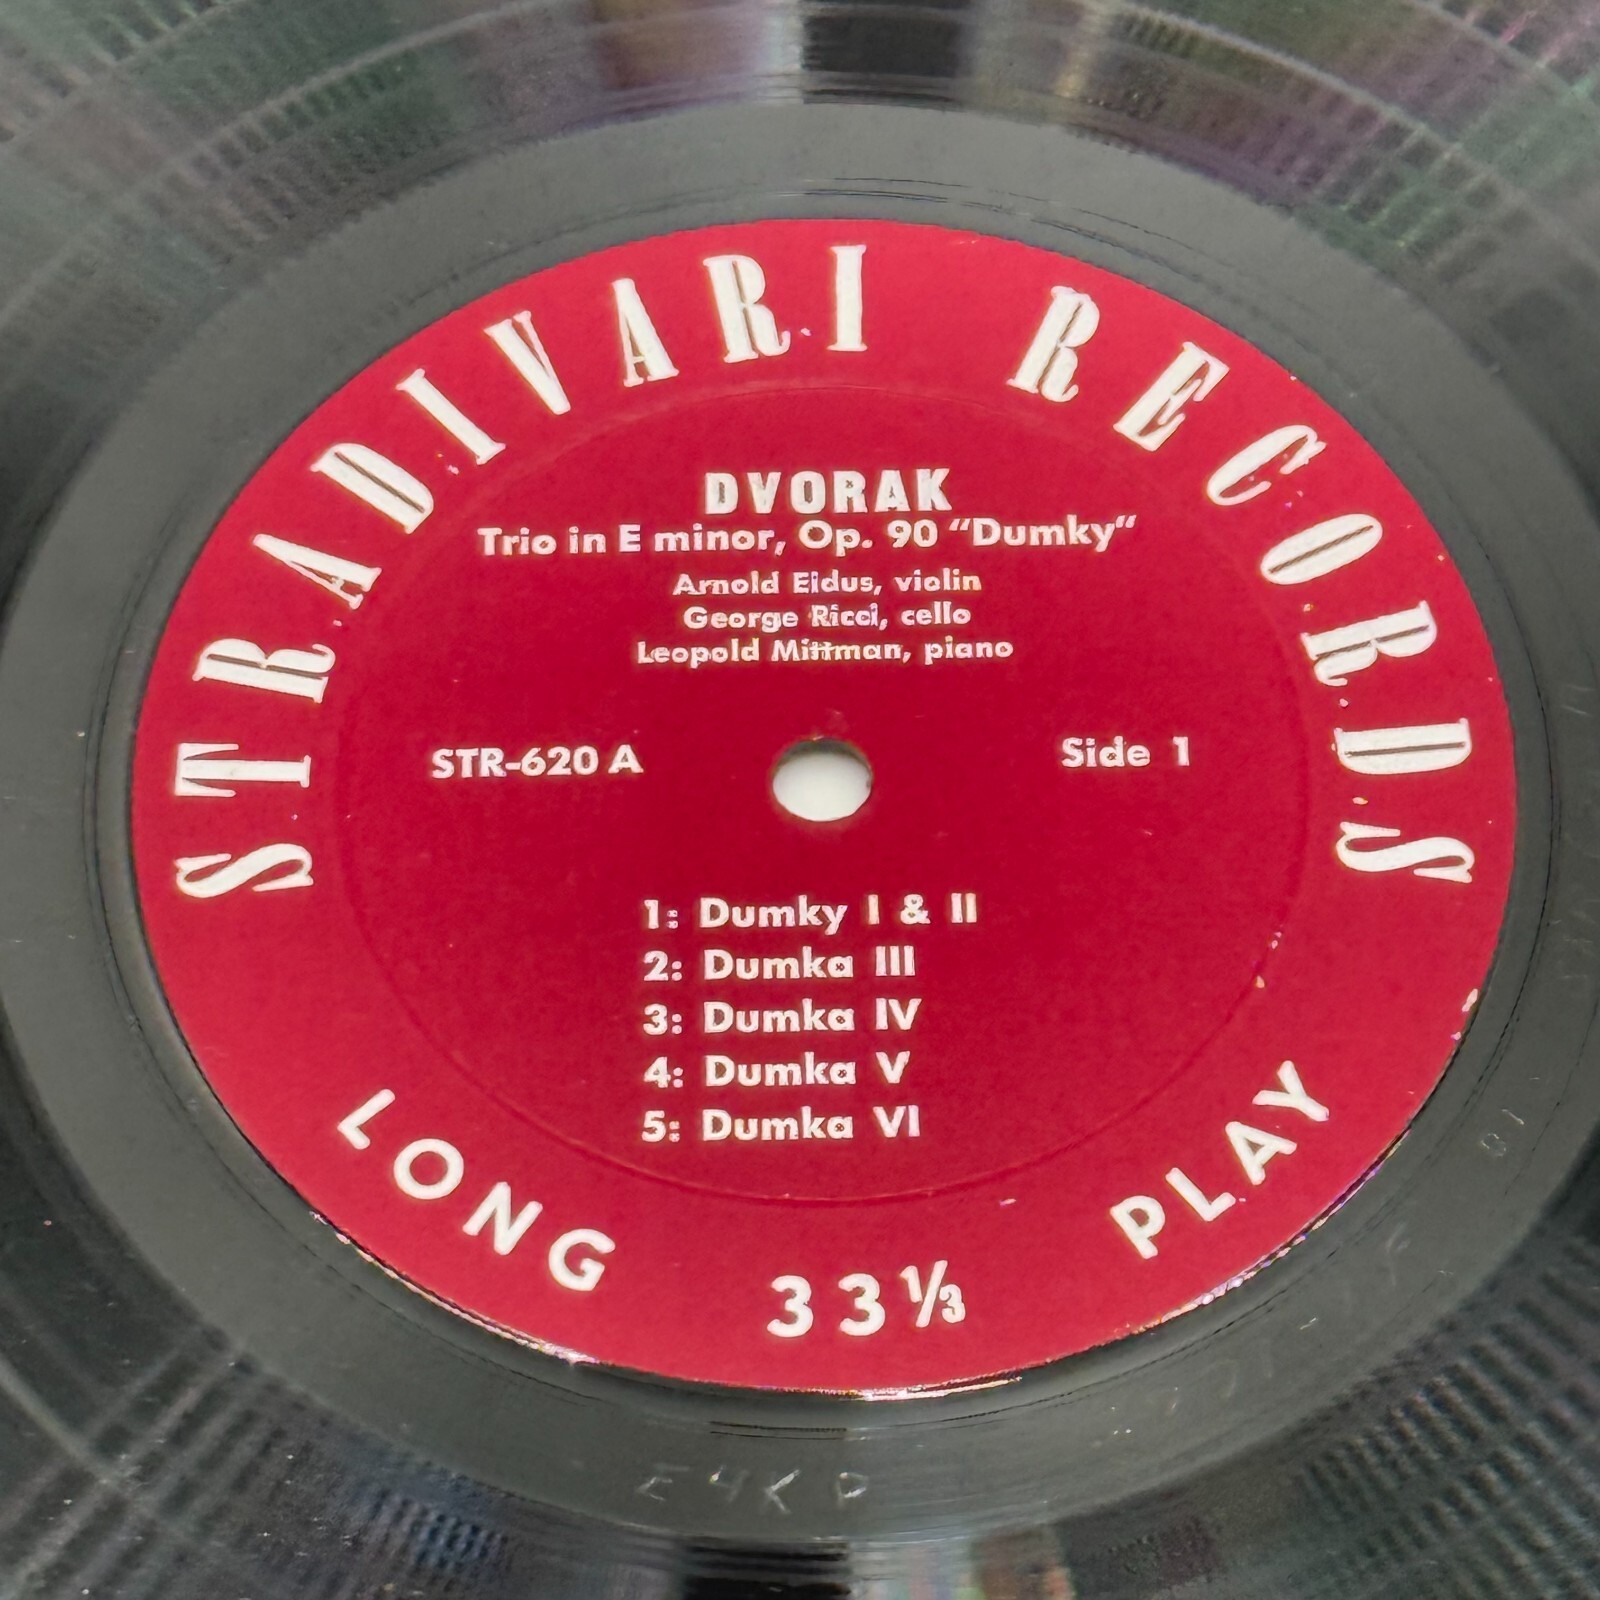 STRADIVARI RECORDS
DVORAK
Trio in E minor, Op. 90 “Dumky“
Arnold Eidus, violin
George Ricci, cello
Leopold Mittman, piano
STR-620 A
Side 1
1: Dumky I & II
2: Dumka III
3: Dumka IV
4: Dumka V
5: Dumka VI
LONG 33⅓ PLAY